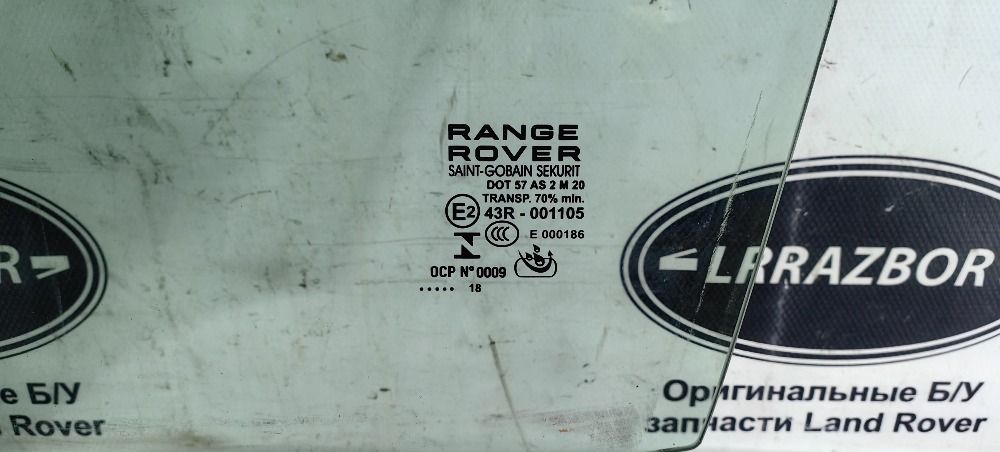 RANGE
ROVER
SAINT-GOBAIN SEKURIT
DOT 57 AS 2 M 20
TRANSP. 70% min.
E2 43R - 001105
CCC E 000186
OCP N° 0009
..... 18
R
LRRAZBOR
е Б/У
d Rover
Оригинальные Б/У
запчасти Land Rover